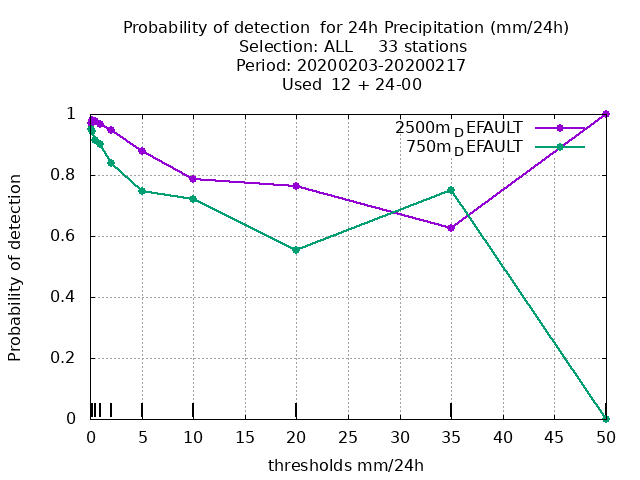 Probability of detection  for 24h Precipitation (mm/24h)
Selection: ALL     33 stations
Period: 20200203-20200217
Used  12 + 24-00
2500m_DEFAULT
750m_DEFAULT
Probability of detection
1
0.8
0.6
0.4
0.2
0
0 5 10 15 20 25 30 35 40 45 50
thresholds mm/24h